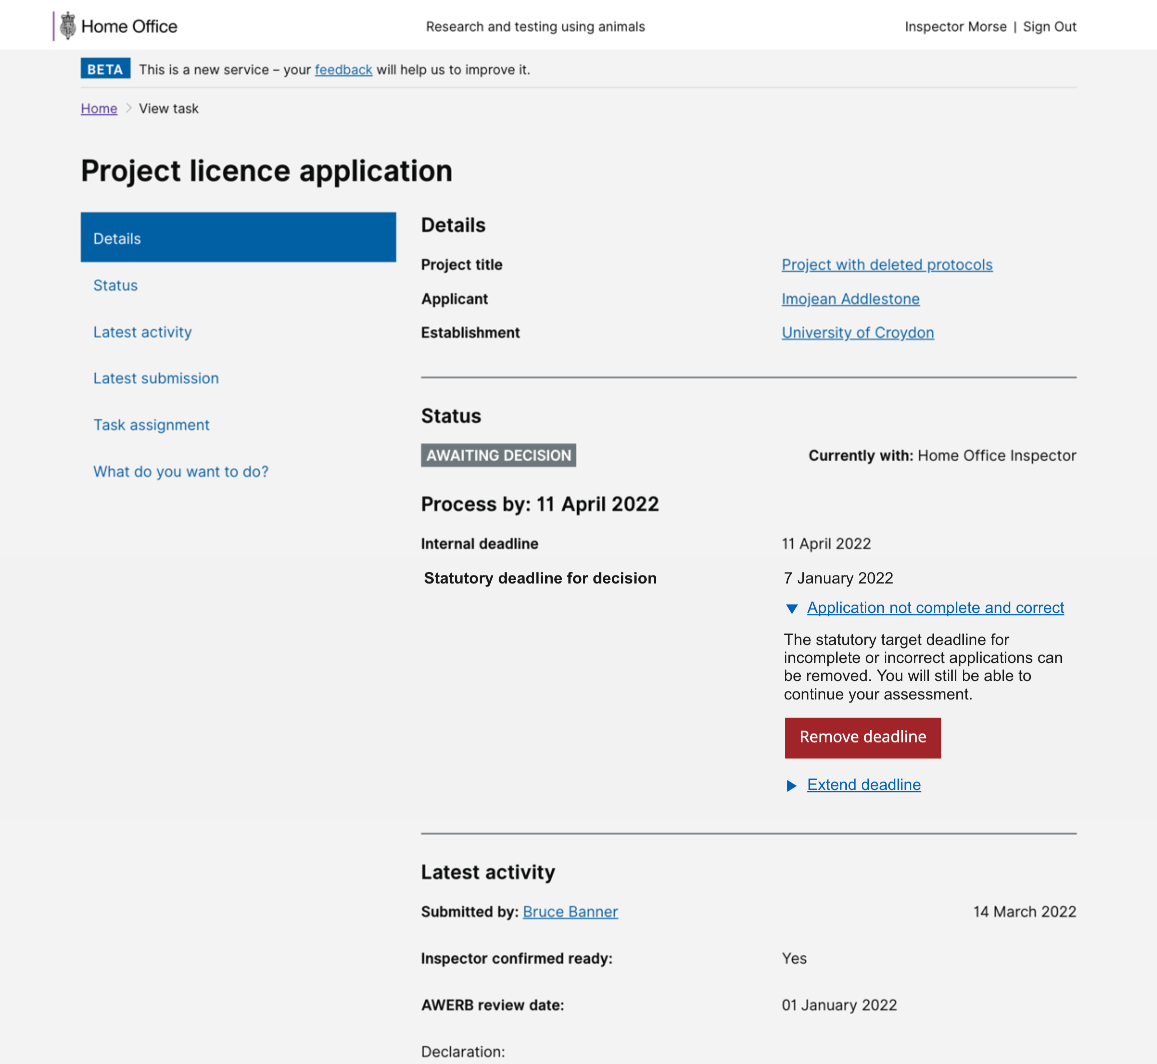 Home Office
Research and testing using animals
Inspector Morse | Sign Out
BETA This is a new service – your feedback will help us to improve it.
Home > View task
Project licence application
Details
Status
Latest activity
Latest submission
Task assignment
What do you want to do?
Details
Project title Project with deleted protocols
Applicant Imojean Addlestone
Establishment University of Croydon
Status
AWAITING DECISION Currently with: Home Office Inspector
Process by: 11 April 2022
Internal deadline 11 April 2022
Statutory deadline for decision 7 January 2022
Application not complete and correct
The statutory target deadline for
incomplete or incorrect applications can
be removed. You will still be able to
continue your assessment.
Remove deadline
Extend deadline
Latest activity
Submitted by: Bruce Banner 14 March 2022
Inspector confirmed ready: Yes
AWERB review date: 01 January 2022
Declaration: